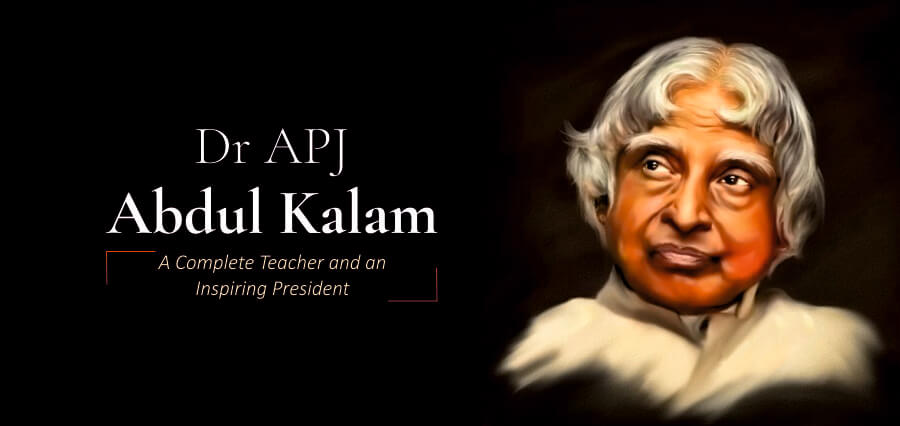 Dr APJ
Abdul Kalam
A Complete Teacher and an
Inspiring President